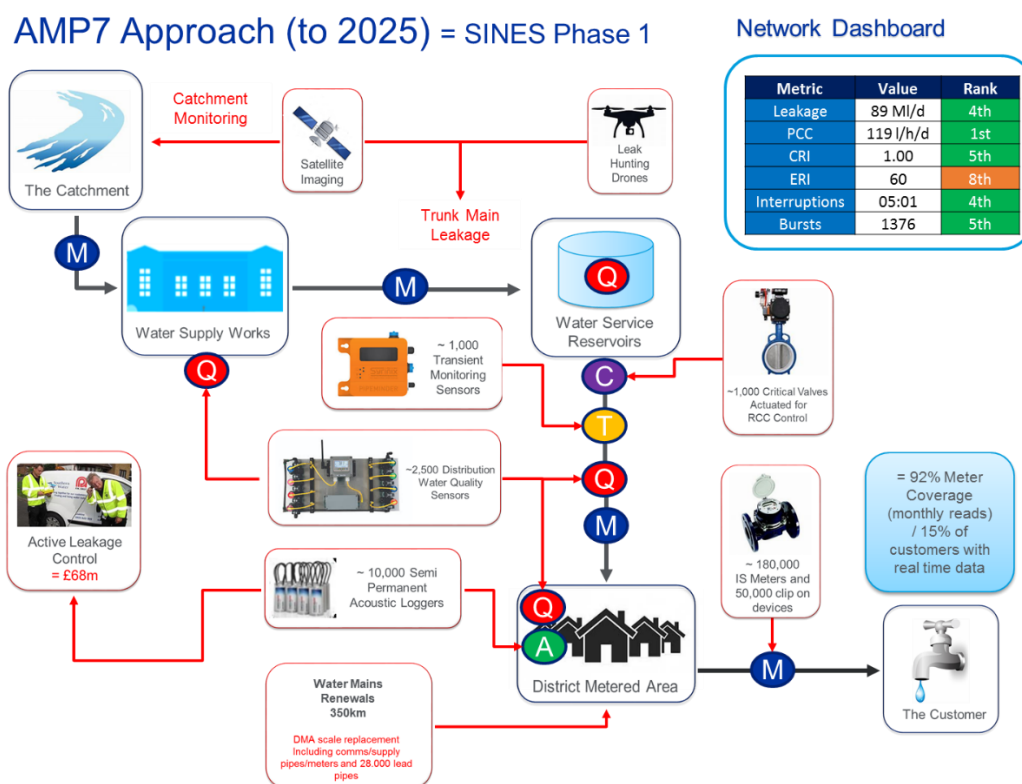 AMP7 Approach (to 2025) = SINES Phase 1
Network Dashboard
Metric Value Rank
Leakage 89 Ml/d 4th
PCC 119 l/h/d 1st
CRI 1.00 5th
ERI 60 8th
Interruptions 05:01 4th
Bursts 1376 5th
The Catchment
Catchment
Monitoring
Satellite
Imaging
Leak
Hunting
Drones
Trunk Main
Leakage
M
Water Supply Works
Q
M
Q
Water Service
Reservoirs
~ 1,000
Transient
Monitoring
Sensors
C
T
Q
M
~1,000 Critical Valves
Actuated for
RCC Control
~2,500 Distribution
Water Quality
Sensors
Active Leakage
Control
= £68m
~ 10,000 Semi
Permanent
Acoustic Loggers
Q
A
District Metered Area
~ 180,000
IS Meters and
50,000 clip on
devices
= 92% Meter
Coverage
(monthly reads)
/ 15% of
customers with
real time data
M
The Customer
Water Mains
Renewals
350km
DMA scale replacement
Including comms/supply
pipes/meters and 28.000 lead
pipes